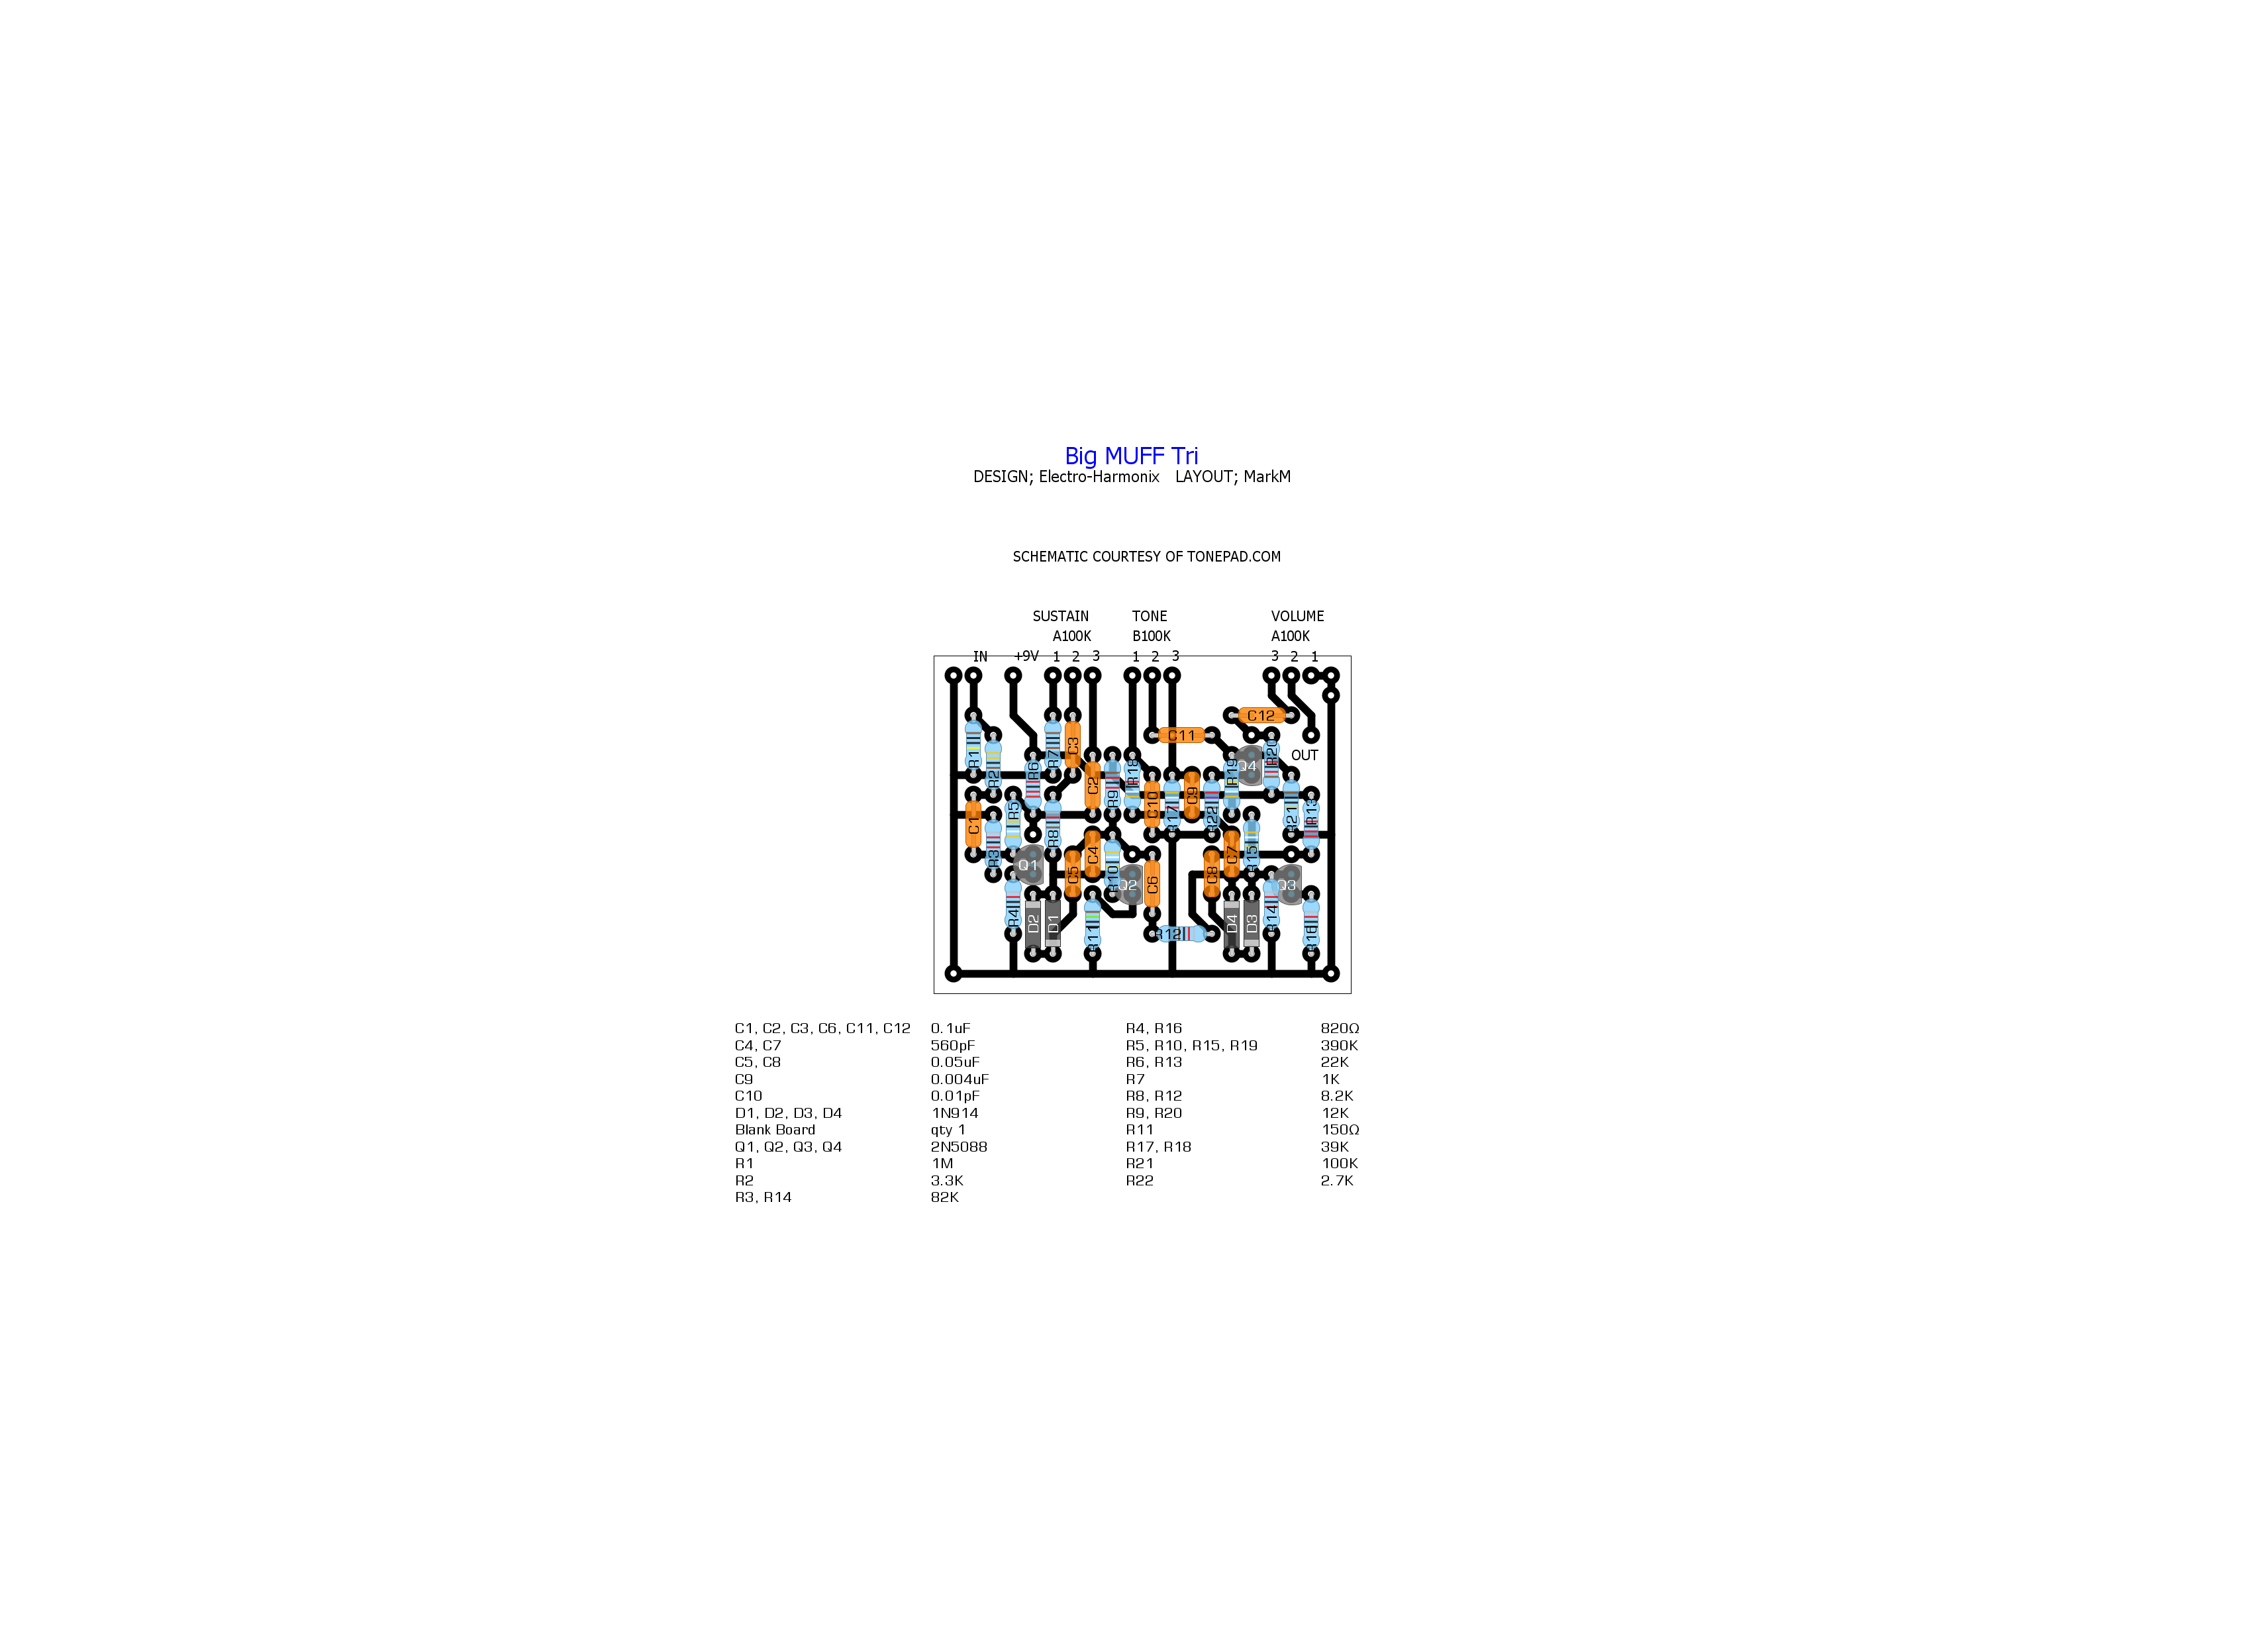 Big MUFF Tri
DESIGN; Electro-Harmonix   LAYOUT; MarkM
SCHEMATIC COURTESY OF TONEPAD.COM
SUSTAIN TONE VOLUME
A100K B100K A100K
IN +9V 1 2 3 1 2 3 3 2 1
C12
C11
R1 R2 R6 R7 C3 C2 R9 R18 R19 Q4 R20 OUT
C1 R3 R5 R8 C4 C10 R17 C9 R22 C7 R15 R21 R13
Q1 C5 R10 Q2 C6 C8 Q3
R4 D2 D1 R11 R12 D4 D3 R14 R16
C1, C2, C3, C6, C11, C12 0.1uF R4, R16 820Ω
C4, C7 560pF R5, R10, R15, R19 390K
C5, C8 0.05uF R6, R13 22K
C9 0.004uF R7 1K
C10 0.01pF R8, R12 8.2K
D1, D2, D3, D4 1N914 R9, R20 12K
Blank Board qty 1 R11 150Ω
Q1, Q2, Q3, Q4 2N5088 R17, R18 39K
R1 1M R21 100K
R2 3.3K R22 2.7K
R3, R14 82K